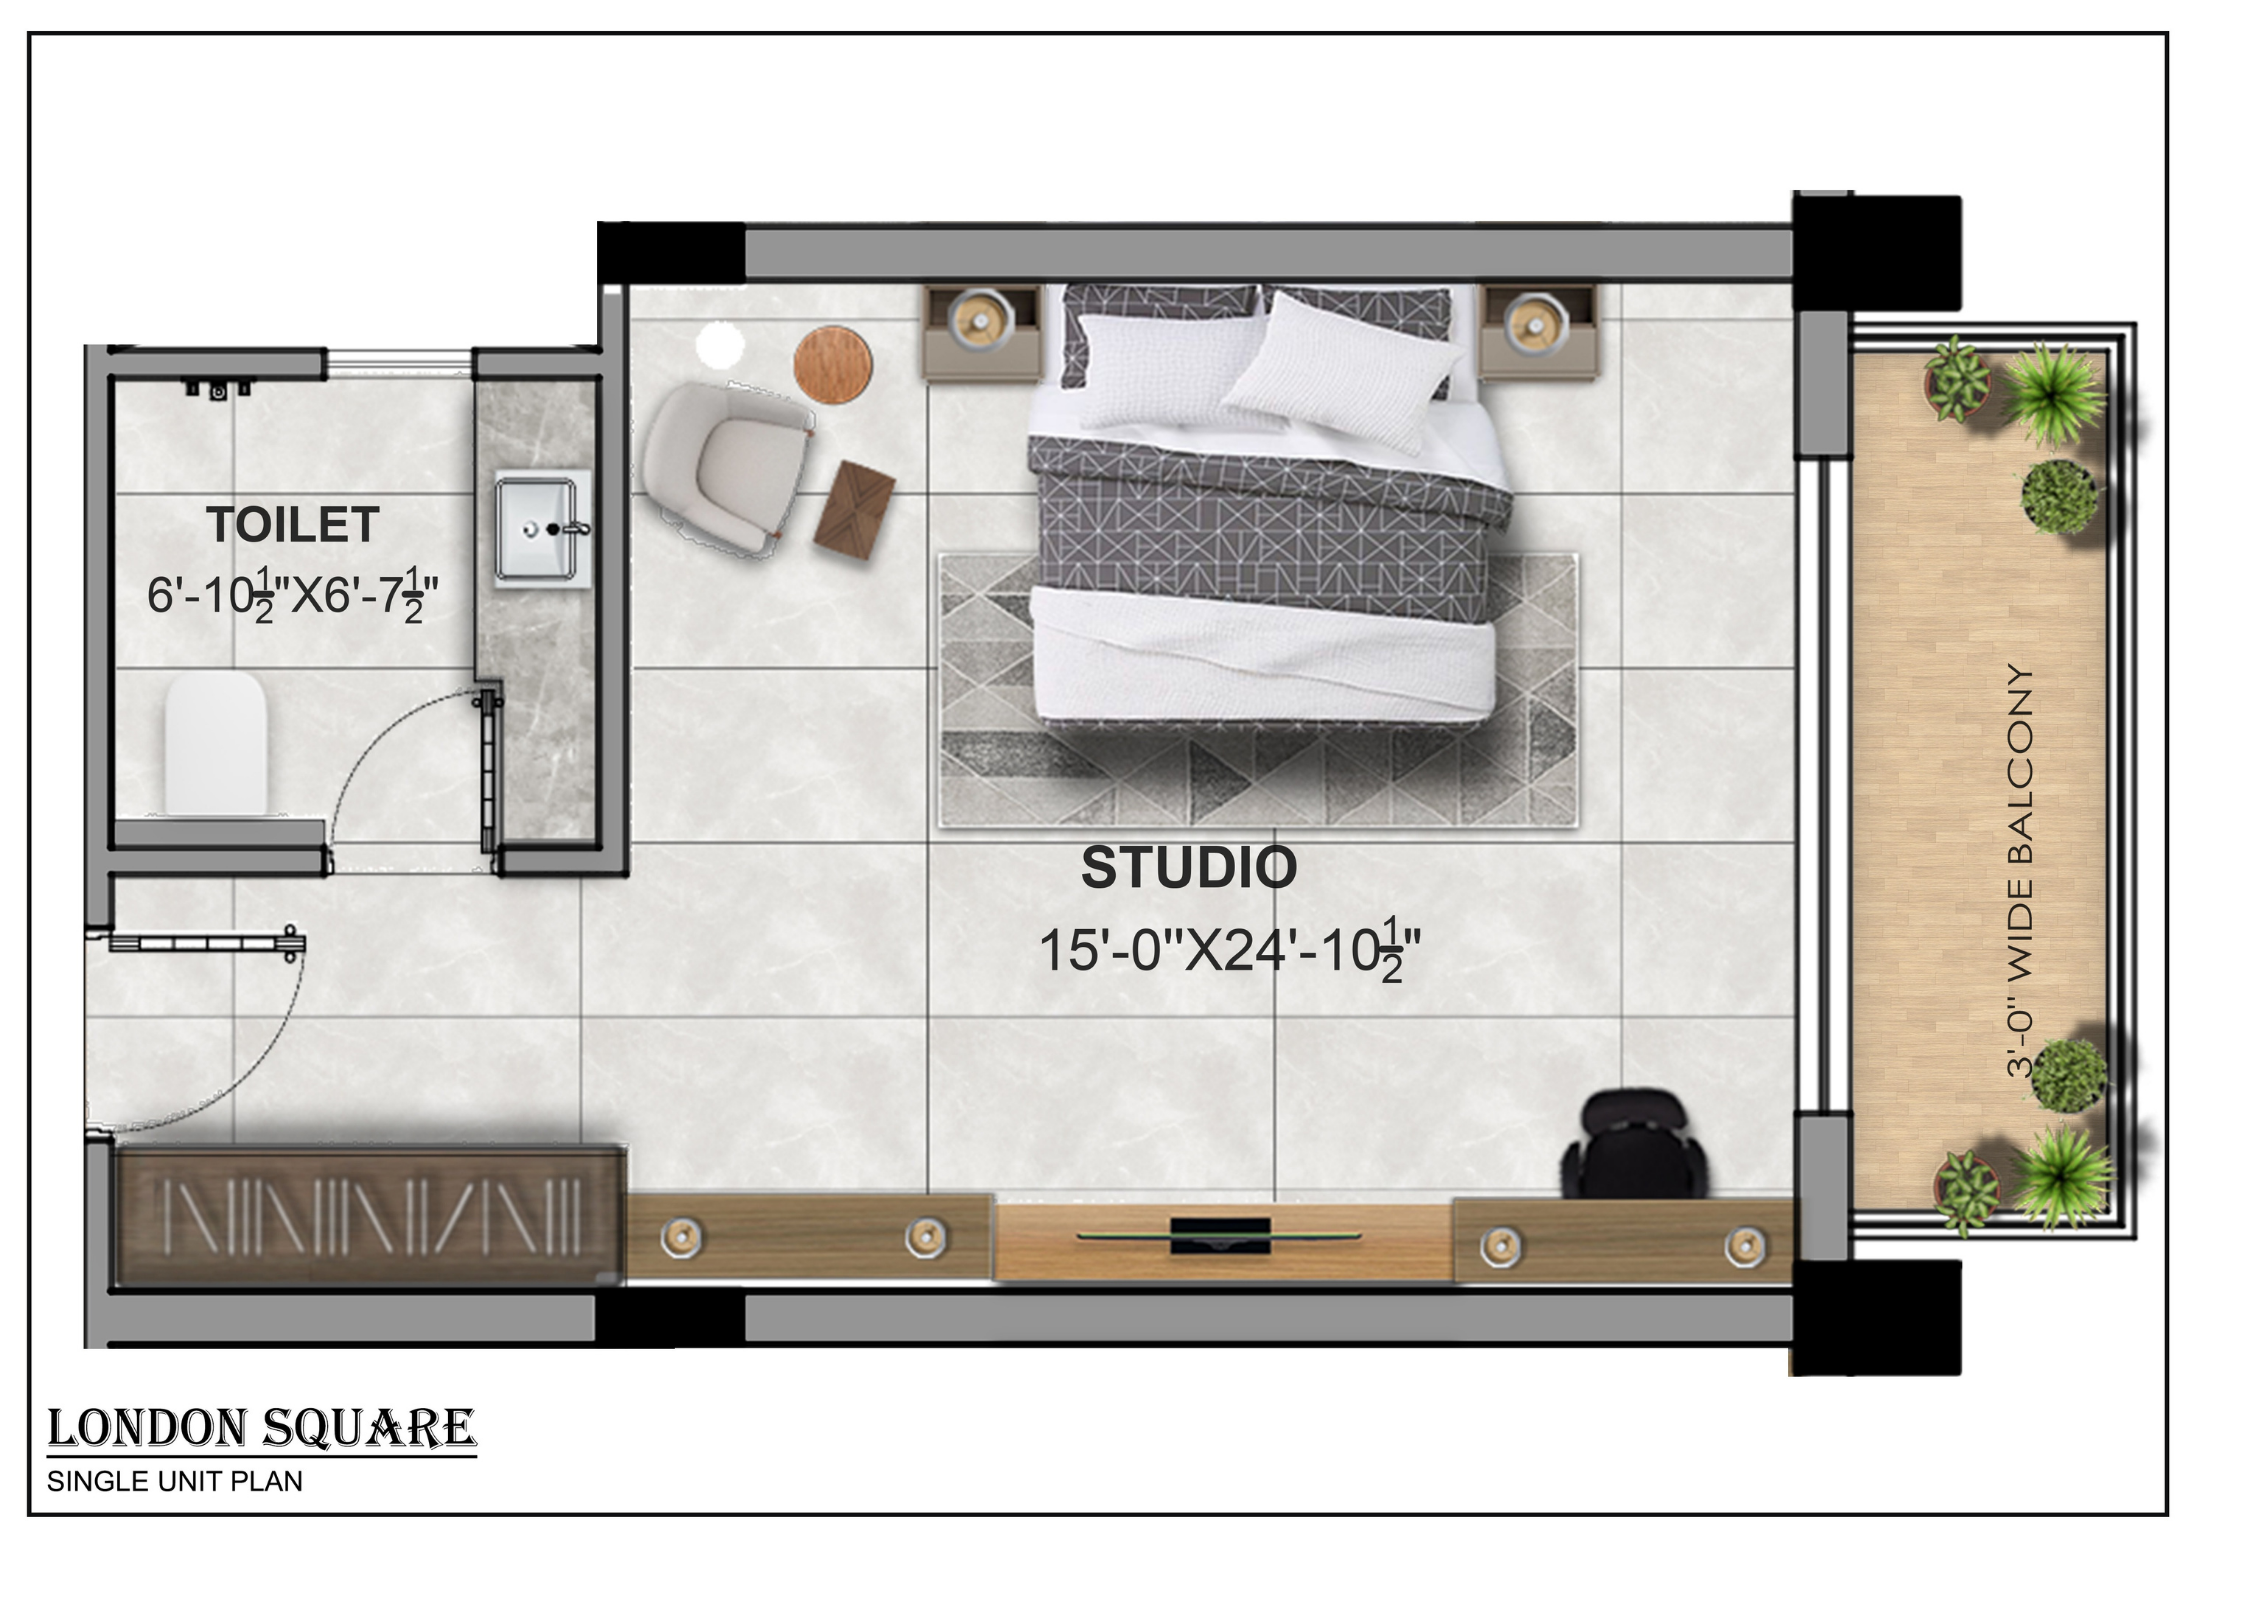 TOILET
6'-10½"X6'-7½"
STUDIO
15'-0"X24'-10½"
3'-0" WIDE BALCONY
LONDON SQUARE
SINGLE UNIT PLAN